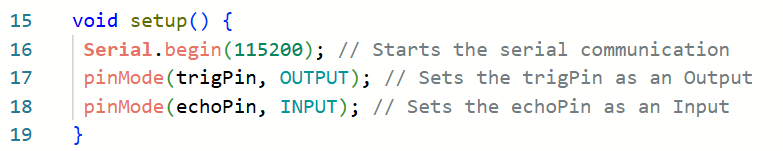 15 void setup() {
16 Serial.begin(115200); // Starts the serial communication
17 pinMode(trigPin, OUTPUT); // Sets the trigPin as an Output
18 pinMode(echoPin, INPUT); // Sets the echoPin as an Input
19 }